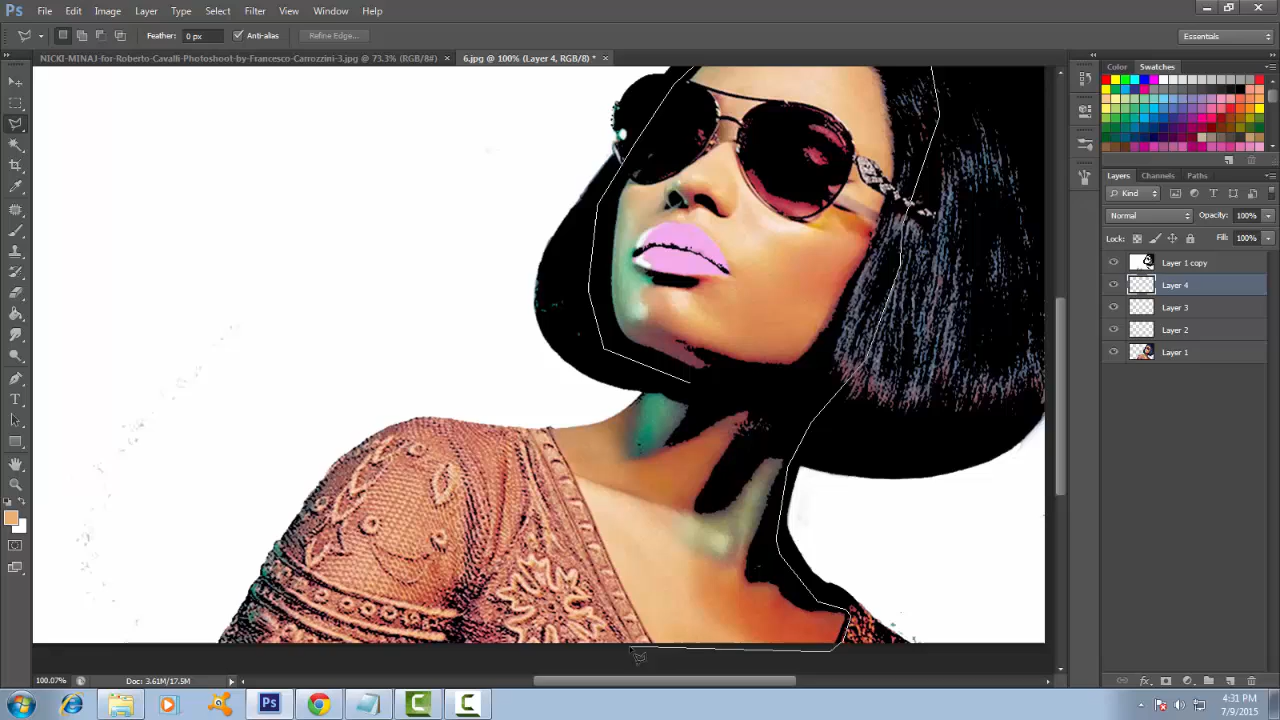 Ps File Edit Image Layer Type Select Filter View Window Help
Feather: 0 px Anti-alias Refine Edge... Essentials
NICKI-MINAJ-for-Roberto-Cavalli-Photoshoot-by-Francesco-Carrozzini-3.jpg @ 73.3% (RGB/8#) × 6.jpg @ 100% (Layer 4, RGB/8) * ×
Color Swatches
Layers Channels Paths
Kind
Normal Opacity: 100%
Lock: Fill: 100%
Layer 1 copy
Layer 4
Layer 3
Layer 2
Layer 1
100.07% Doc: 3.61M/17.5M
Ps
4:31 PM
7/9/2015